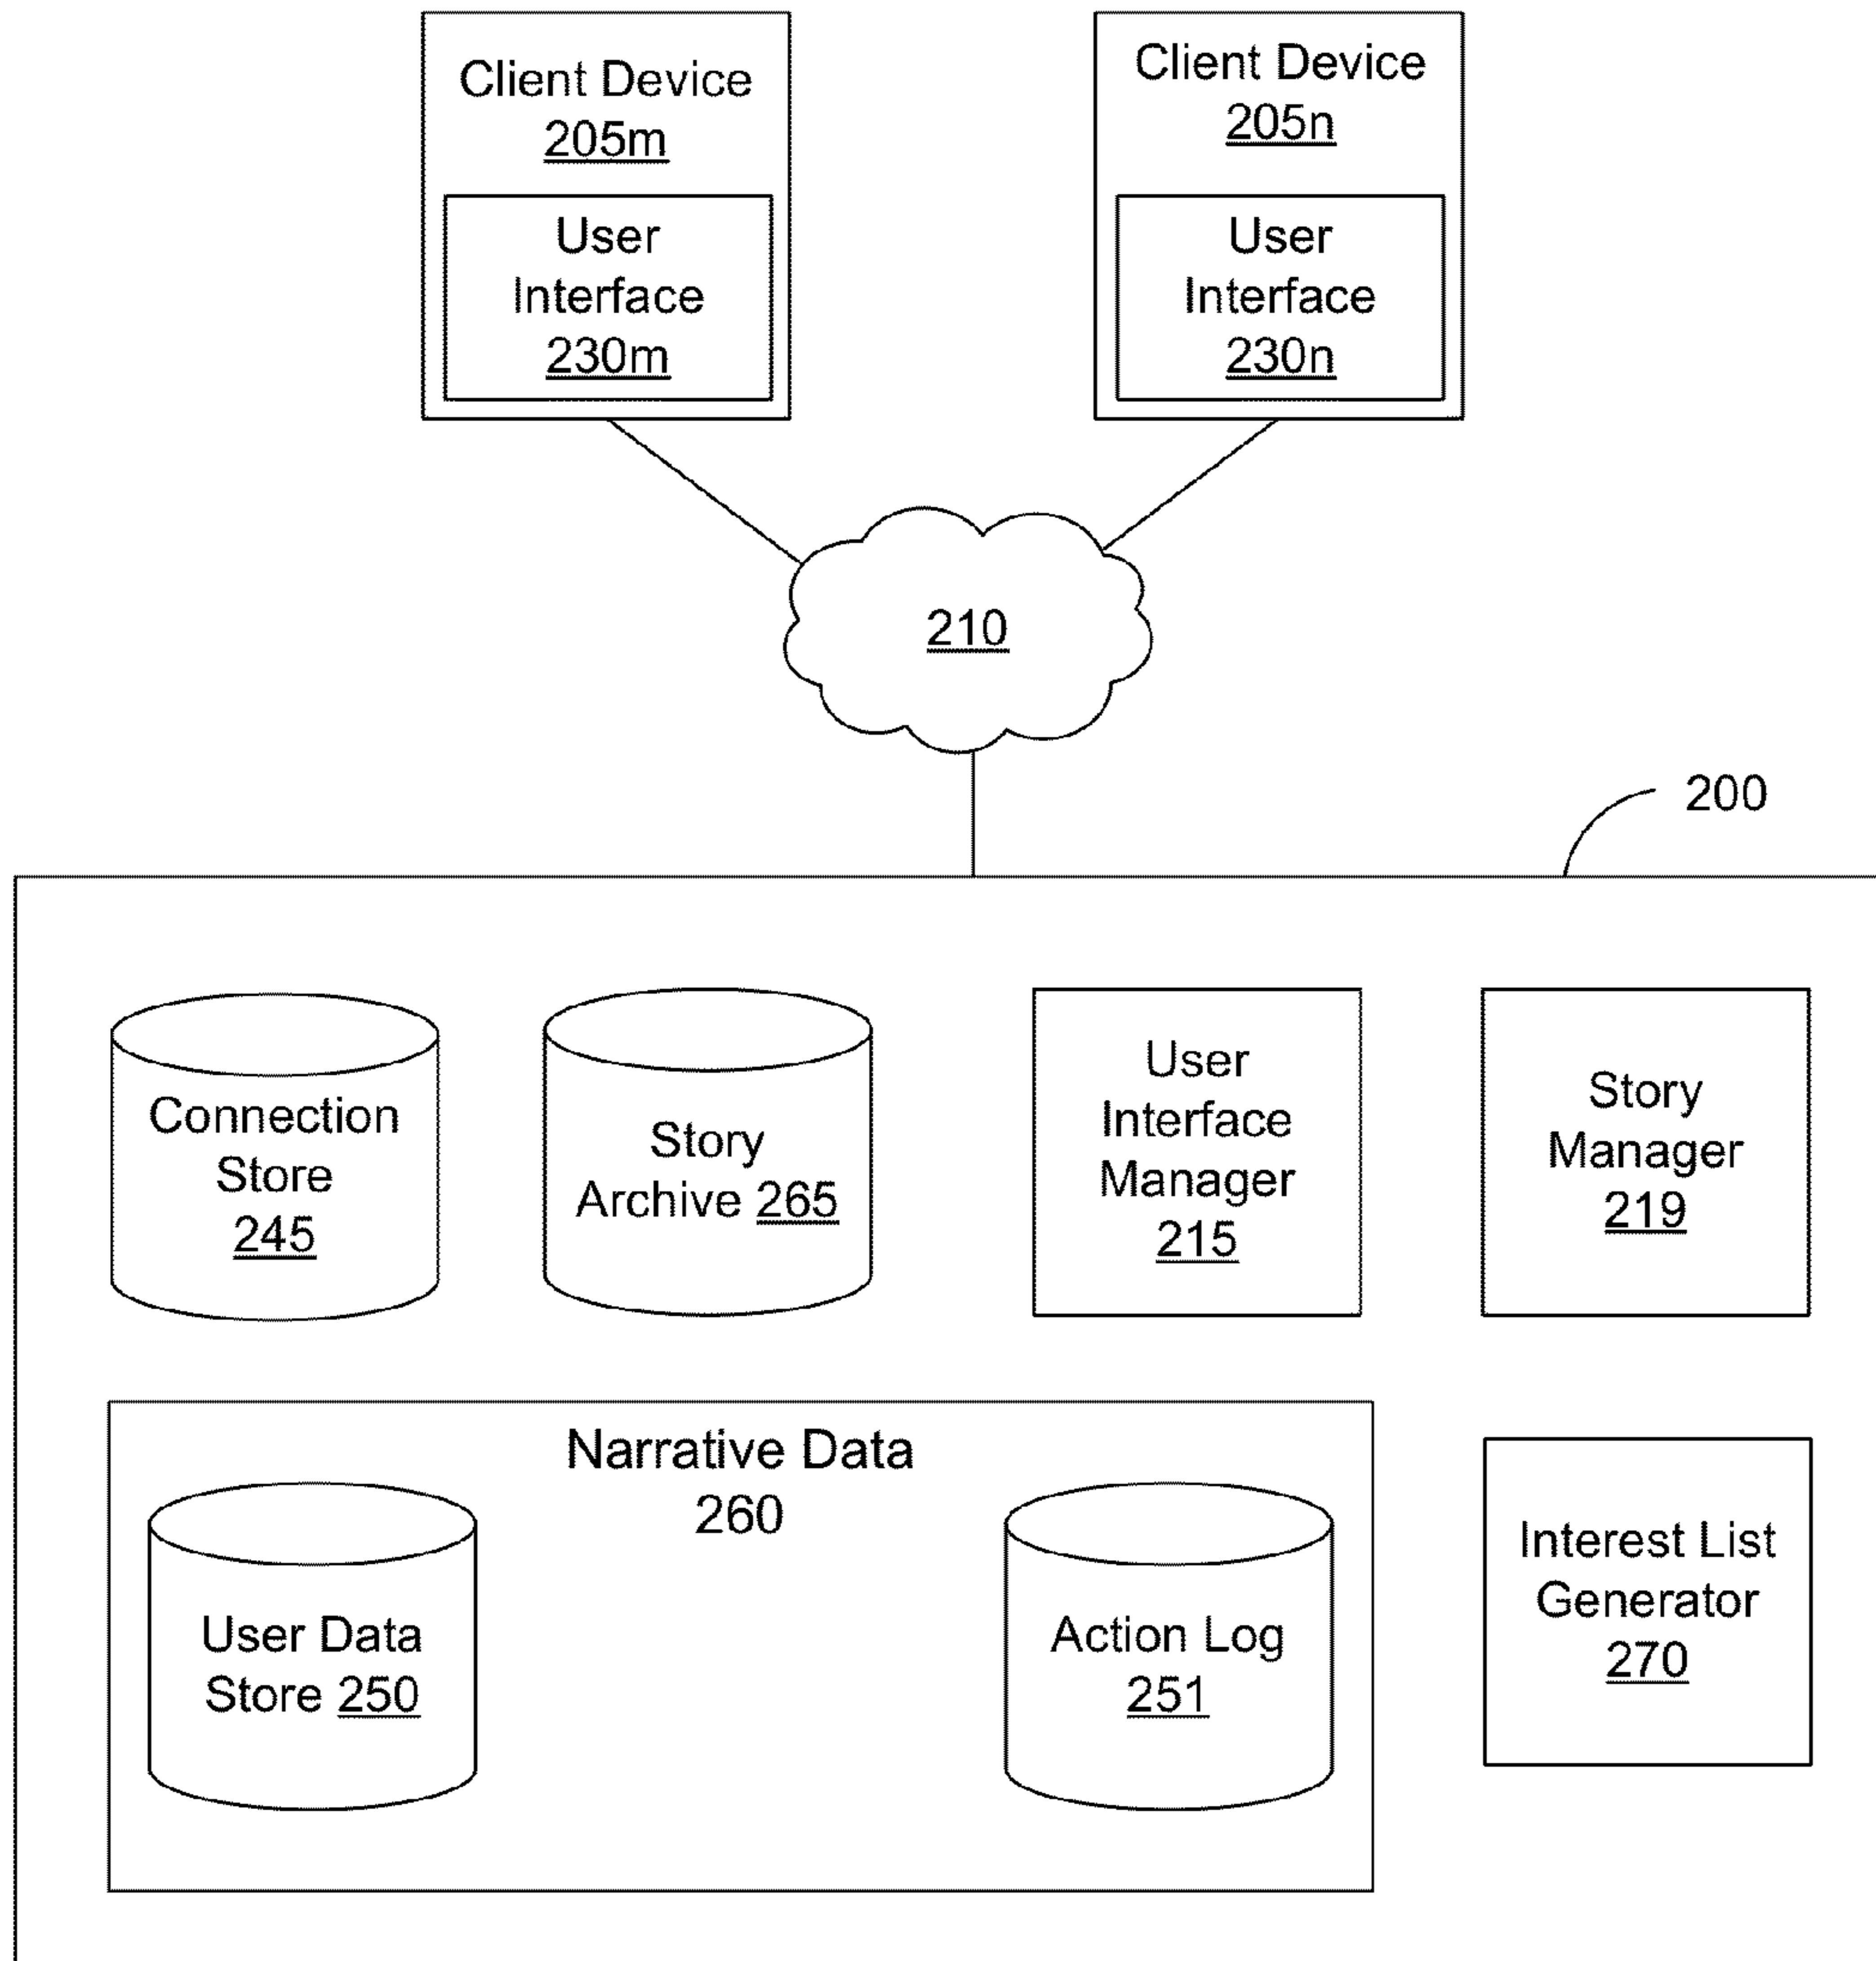 Client Device
205m
User
Interface
230m
Client Device
205n
User
Interface
230n
210
200
Connection
Store
245
Story
Archive 265
User
Interface
Manager
215
Story
Manager
219
Narrative Data
260
User Data
Store 250
Action Log
251
Interest List
Generator
270